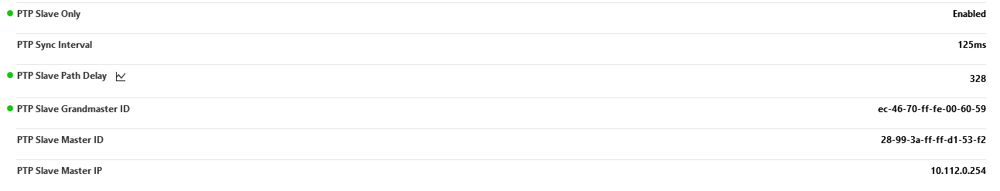 PTP Slave Only Enabled
PTP Sync Interval 125ms
PTP Slave Path Delay 328
PTP Slave Grandmaster ID ec-46-70-ff-fe-00-60-59
PTP Slave Master ID 28-99-3a-ff-ff-d1-53-f2
PTP Slave Master IP 10.112.0.254